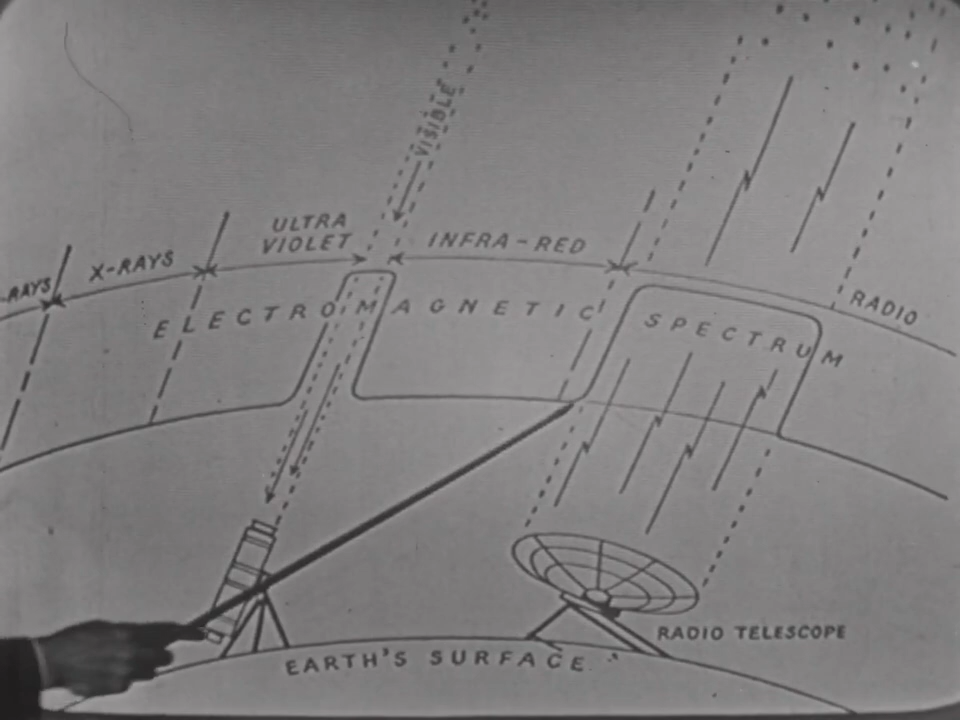 VISIBLE
ULTRA
VIOLET
INFRA-RED
RAYS
X-RAYS
RADIO
ELECTROMAGNETIC SPECTRUM
RADIO TELESCOPE
EARTH'S SURFACE